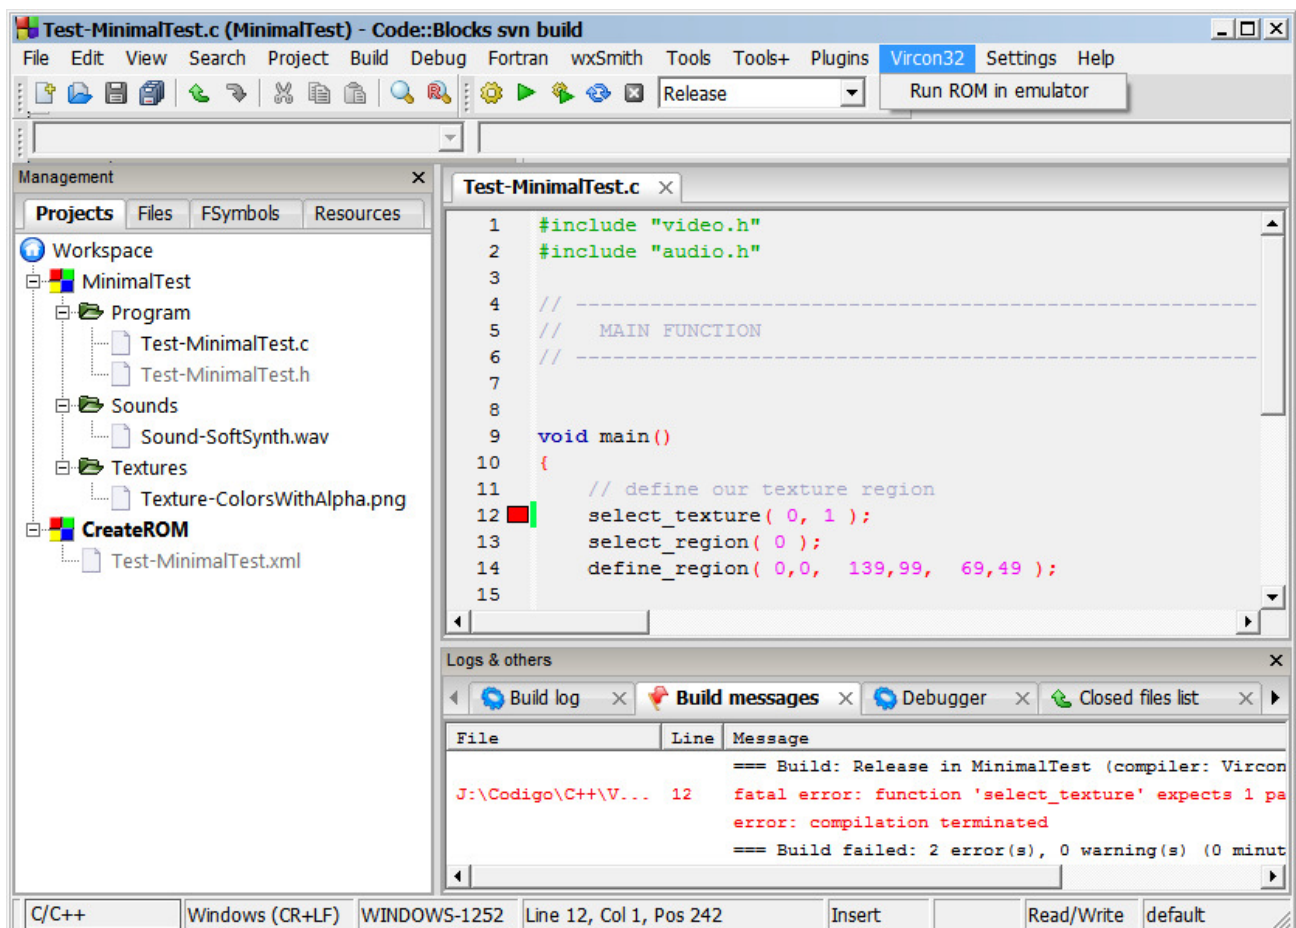 Test-MinimalTest.c (MinimalTest) - Code::Blocks svn build
File Edit View Search Project Build Debug Fortran wxSmith Tools Tools+ Plugins Vircon32 Settings Help
Release
Run ROM in emulator
Management
Projects Files FSymbols Resources
Workspace
MinimalTest
Program
Test-MinimalTest.c
Test-MinimalTest.h
Sounds
Sound-SoftSynth.wav
Textures
Texture-ColorsWithAlpha.png
CreateROM
Test-MinimalTest.xml
Test-MinimalTest.c
1 #include "video.h"
2 #include "audio.h"
3
4 // ------------------------------------------------------
5 // MAIN FUNCTION
6 // ------------------------------------------------------
7
8
9 void main()
10 {
11 // define our texture region
12 select_texture( 0, 1 );
13 select_region( 0 );
14 define_region( 0,0, 139,99, 69,49 );
15
Logs & others
Build log Build messages Debugger Closed files list
File Line Message
=== Build: Release in MinimalTest (compiler: Vircon
J:\Codigo\C++\V... 12 fatal error: function 'select_texture' expects 1 pa
error: compilation terminated
=== Build failed: 2 error(s), 0 warning(s) (0 minut
C/C++ Windows (CR+LF) WINDOWS-1252 Line 12, Col 1, Pos 242 Insert Read/Write default